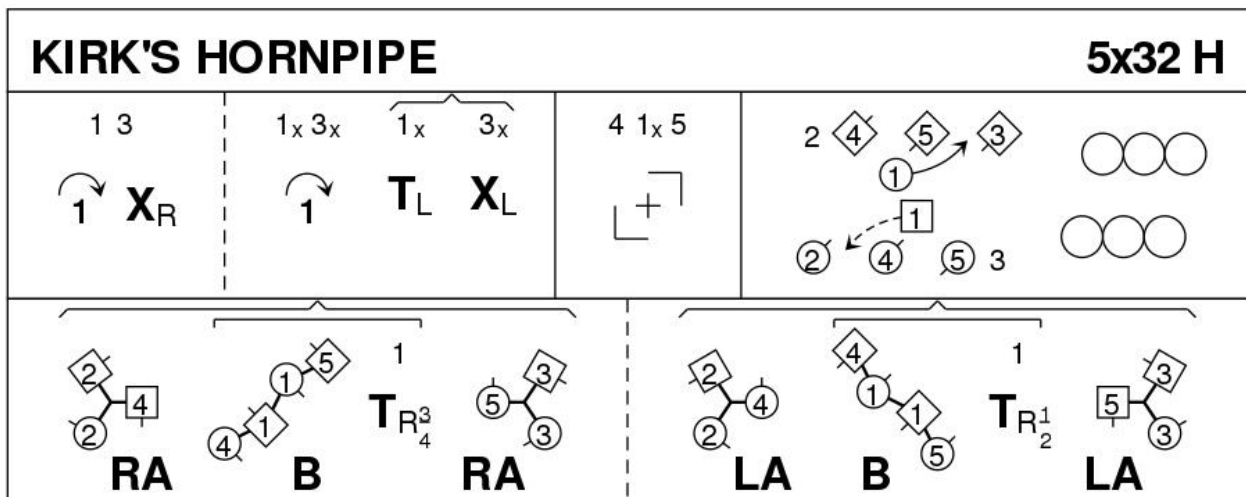 KIRK'S HORNPIPE 5x32 H
1 3 1x 3x 1x 3x 4 1x 5 2 4 5 3
1
1 XR 1 TL XL 1
2 4 5 3
2 5 1 5 3 2 4 1 3
1 4 1 5
4 1 TR3/4 5 1 TR1/2
2 4 3 2 5 3
RA B RA LA B LA